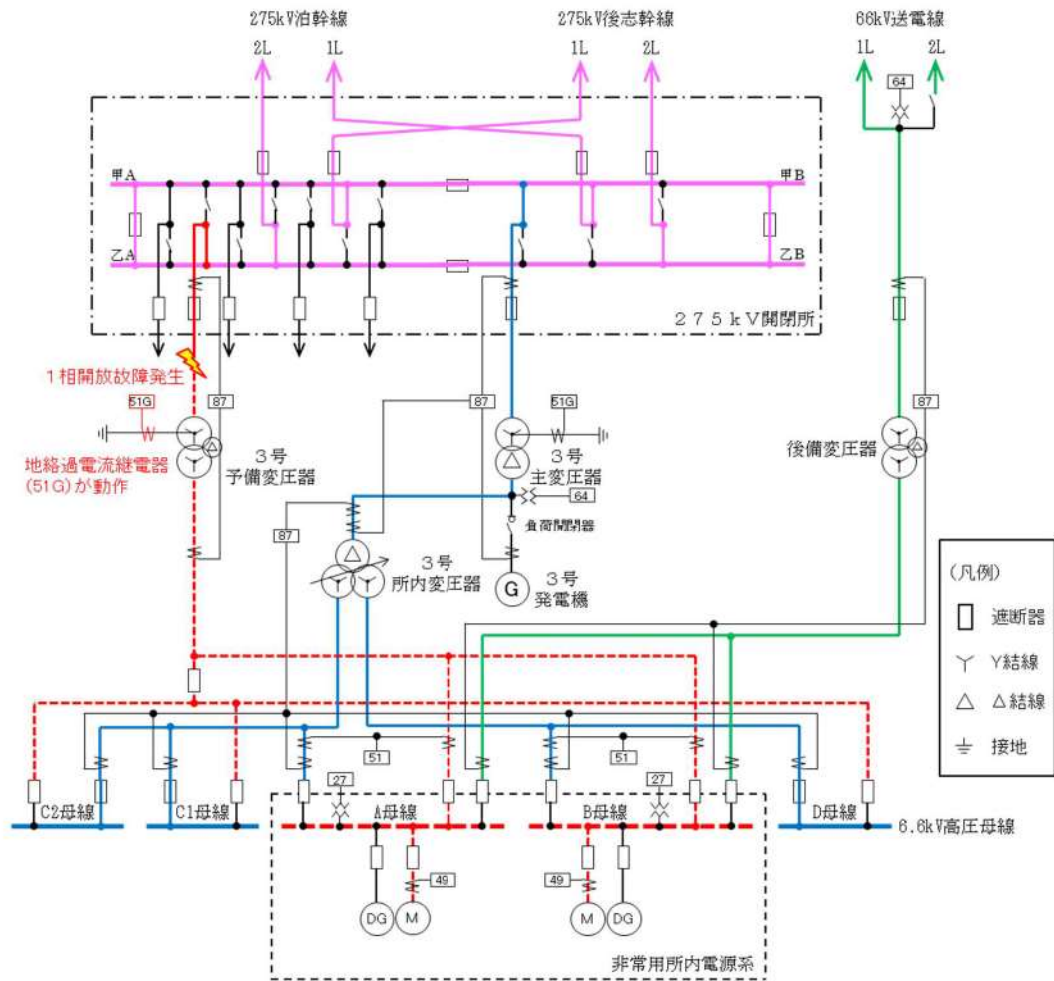 275kV泊幹線
275kV後志幹線
66kV送電線
2L
1L
1L
2L
1L
2L
64
甲A
甲B
乙A
乙B
275kV開閉所
1相開放故障発生
51G
87
87
51G
87
地絡過電流継電器
(51G)が動作
3号
予備変圧器
3号
主変圧器
後備変圧器
64
負荷開閉器
87
3号
所内変圧器
G
3号
発電機
(凡例)
遮断器
Y結線
△結線
接地
51
51
27
27
C2母線
C1母線
A母線
B母線
D母線
6.6kV高圧母線
49
49
DG
M
M
DG
非常用所内電源系